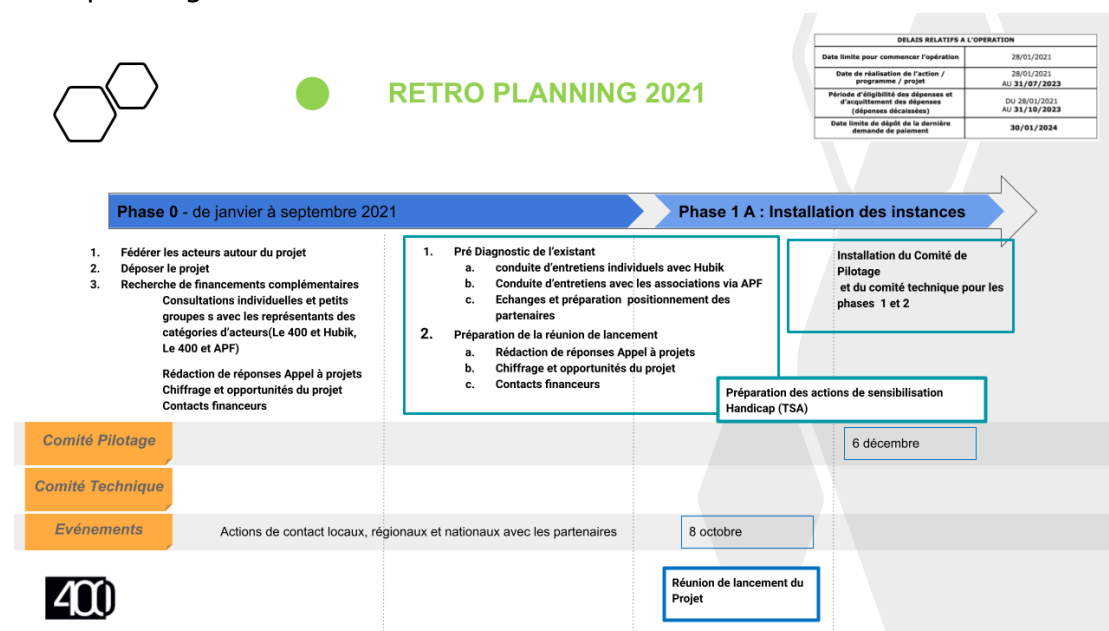 RETRO PLANNING 2021
DELAIS RELATIFS A L'OPERATION
Date limite pour commencer l'opération
28/01/2021
Date de réalisation de l'action /
programme / projet
28/01/2021
AU 31/07/2023
Période d'éligibilité des dépenses et
d'acquittement des dépenses
(dépenses décaissées)
DU 28/01/2021
AU 31/10/2023
Date limite de dépôt de la dernière
demande de paiement
30/01/2024
Phase 0 - de janvier à septembre 2021
Phase 1 A : Installation des instances
1. Fédérer les acteurs autour du projet
2. Déposer le projet
3. Recherche de financements complémentaires
Consultations individuelles et petits
groupes s avec les représentants des
catégories d'acteurs(Le 400 et Hubik,
Le 400 et APF)
Rédaction de réponses Appel à projets
Chiffrage et opportunités du projet
Contacts financeurs
1. Pré Diagnostic de l'existant
a. conduite d'entretiens individuels avec Hubik
b. Conduite d'entretiens avec les associations via APF
c. Echanges et préparation positionnement des
partenaires
2. Préparation de la réunion de lancement
a. Rédaction de réponses Appel à projets
b. Chiffrage et opportunités du projet
c. Contacts financeurs
Installation du Comité de
Pilotage
et du comité technique pour les
phases 1 et 2
Préparation des actions de sensibilisation
Handicap (TSA)
Comité Pilotage
6 décembre
Comité Technique
Evénements
Actions de contact locaux, régionaux et nationaux avec les partenaires
8 octobre
Réunion de lancement du
Projet
400